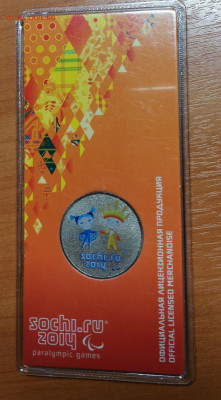 sochi.ru
2014
sochi.ru
2014
paralympic games
ОФИЦИАЛЬНАЯ ЛИЦЕНЗИОННАЯ ПРОДУКЦИЯ
OFFICIAL LICENSED MERCHANDISE